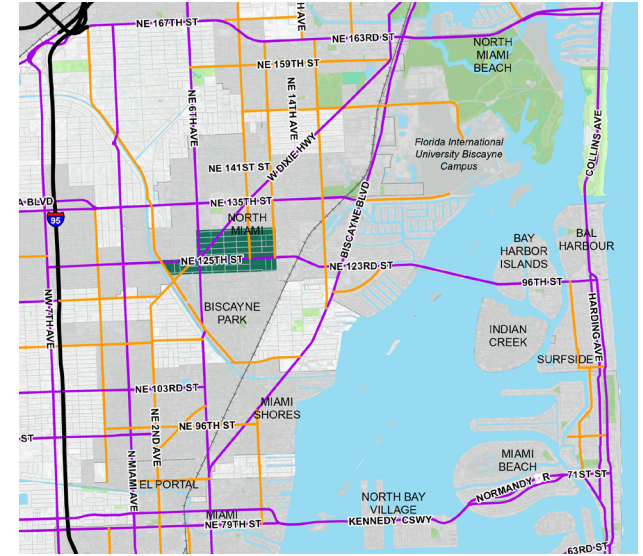 NE 167TH ST
H AVE
NE 163RD ST
NORTH
MIAMI
BEACH
NE 159TH ST
NE 6TH AVE
NE 14TH AVE
COLLINS AVE
W DIXIE HWY
Florida International
University Biscayne
Campus
NE 141ST ST
A BLVD
NE 135TH ST
95
NORTH
MIAMI
BISCAYNE BLVD
BAY
HARBOR
ISLANDS
BAL
HARBOUR
NE 125TH ST
NE 123RD ST
96TH ST
NW 7TH AVE
BISCAYNE
PARK
HARDING AVE
INDIAN
CREEK
SURFSIDE
NE 103RD ST
NE 2ND AVE
MIAMI
SHORES
NE 96TH ST
ST
N MIAMI AVE
MIAMI
BEACH
71ST ST
EL PORTAL
NORMANDY R
NORTH BAY
VILLAGE
MIAMI
NE 79TH ST
KENNEDY CSWY
63RD ST